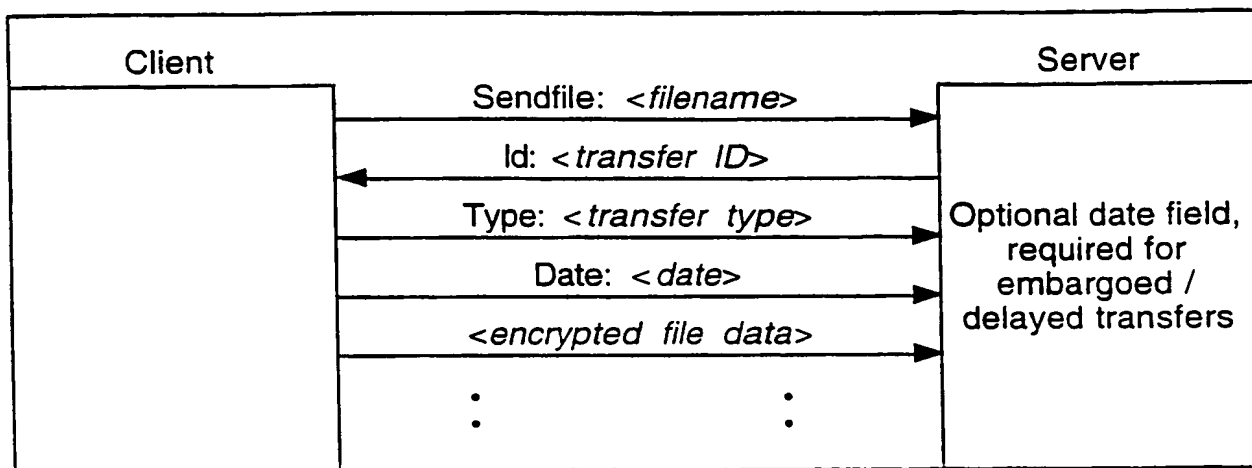 Client
Server
Sendfile: <filename>
Id: <transfer ID>
Type: <transfer type>
Date: <date>
<encrypted file data>
Optional date field,
required for
embargoed /
delayed transfers